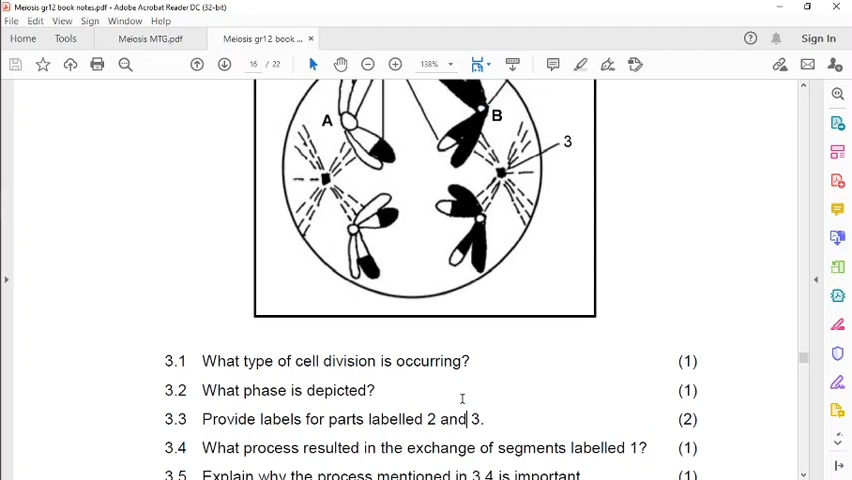 Meiosis gr12 book notes.pdf - Adobe Acrobat Reader DC (32-bit)
File Edit View Sign Window Help
Home Tools Meiosis MTG.pdf Meiosis gr12 book ... × Sign In
16 / 22 138%
A
B
3
3.1 What type of cell division is occurring? (1)
3.2 What phase is depicted? (1)
3.3 Provide labels for parts labelled 2 and 3. (2)
3.4 What process resulted in the exchange of segments labelled 1? (1)
3.5 Explain why the process mentioned in 3.4 is important (1)